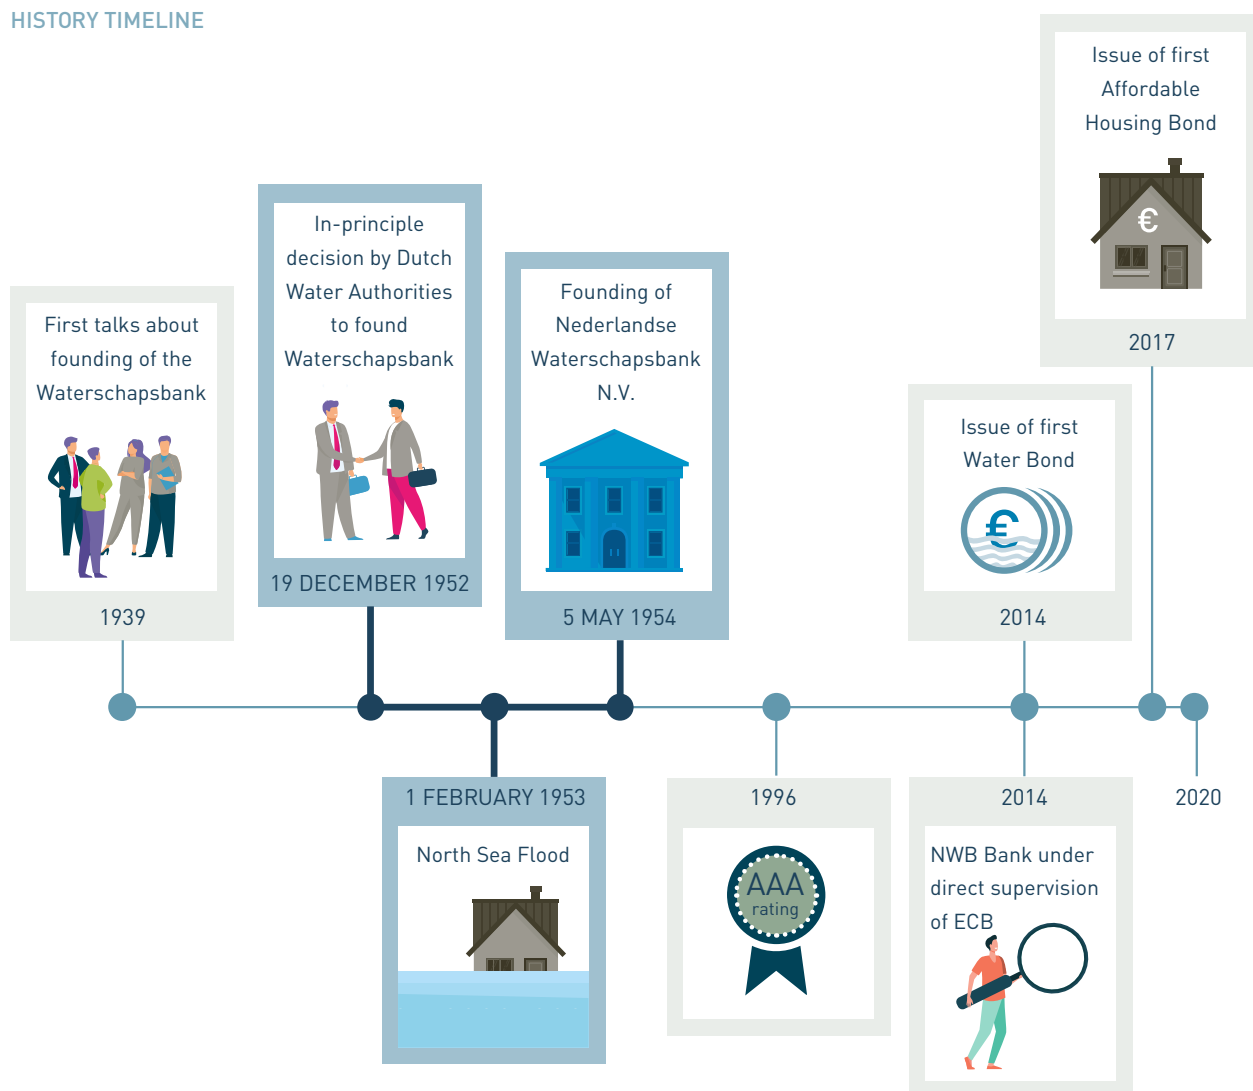 HISTORY TIMELINE
First talks about
founding of the
Waterschapsbank
1939
In-principle
decision by Dutch
Water Authorities
to found
Waterschapsbank
19 DECEMBER 1952
1 FEBRUARY 1953
North Sea Flood
Founding of
Nederlandse
Waterschapsbank
N.V.
5 MAY 1954
1996
AAA
rating
Issue of first
Water Bond
€
2014
2014
NWB Bank under
direct supervision
of ECB
Issue of first
Affordable
Housing Bond
€
2017
2020